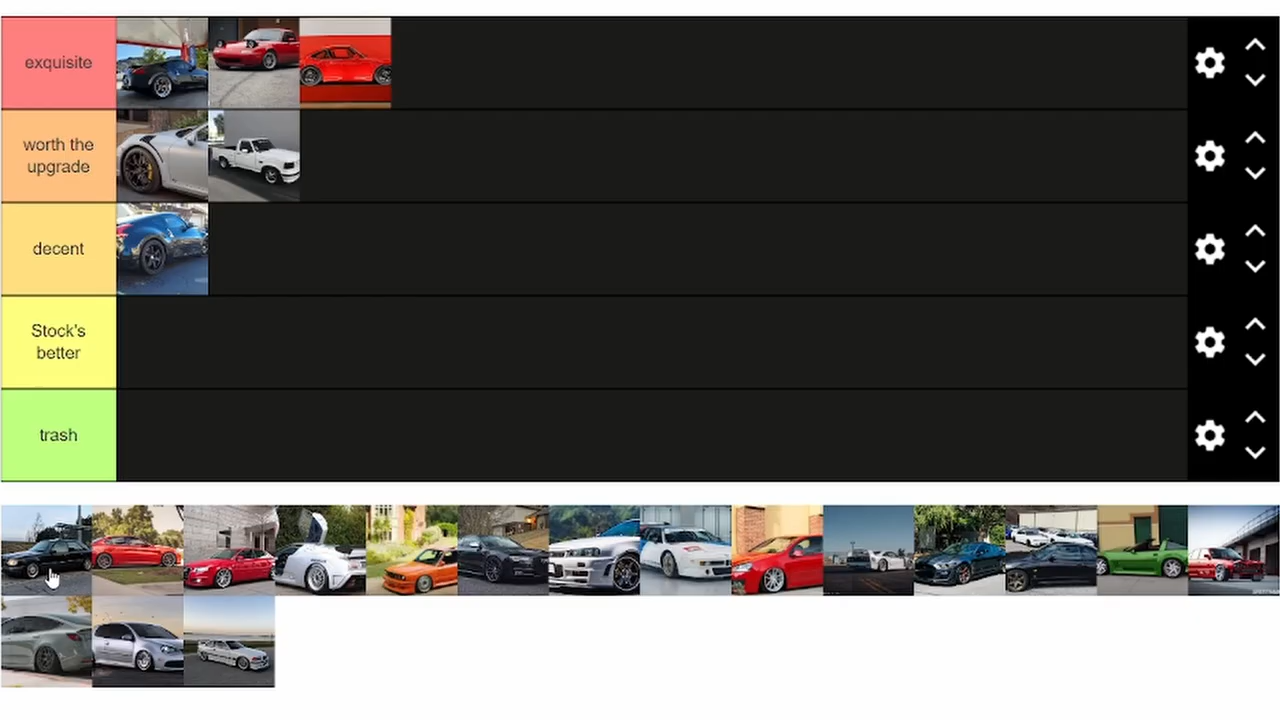 exquisite
worth the
upgrade
decent
Stock's
better
trash